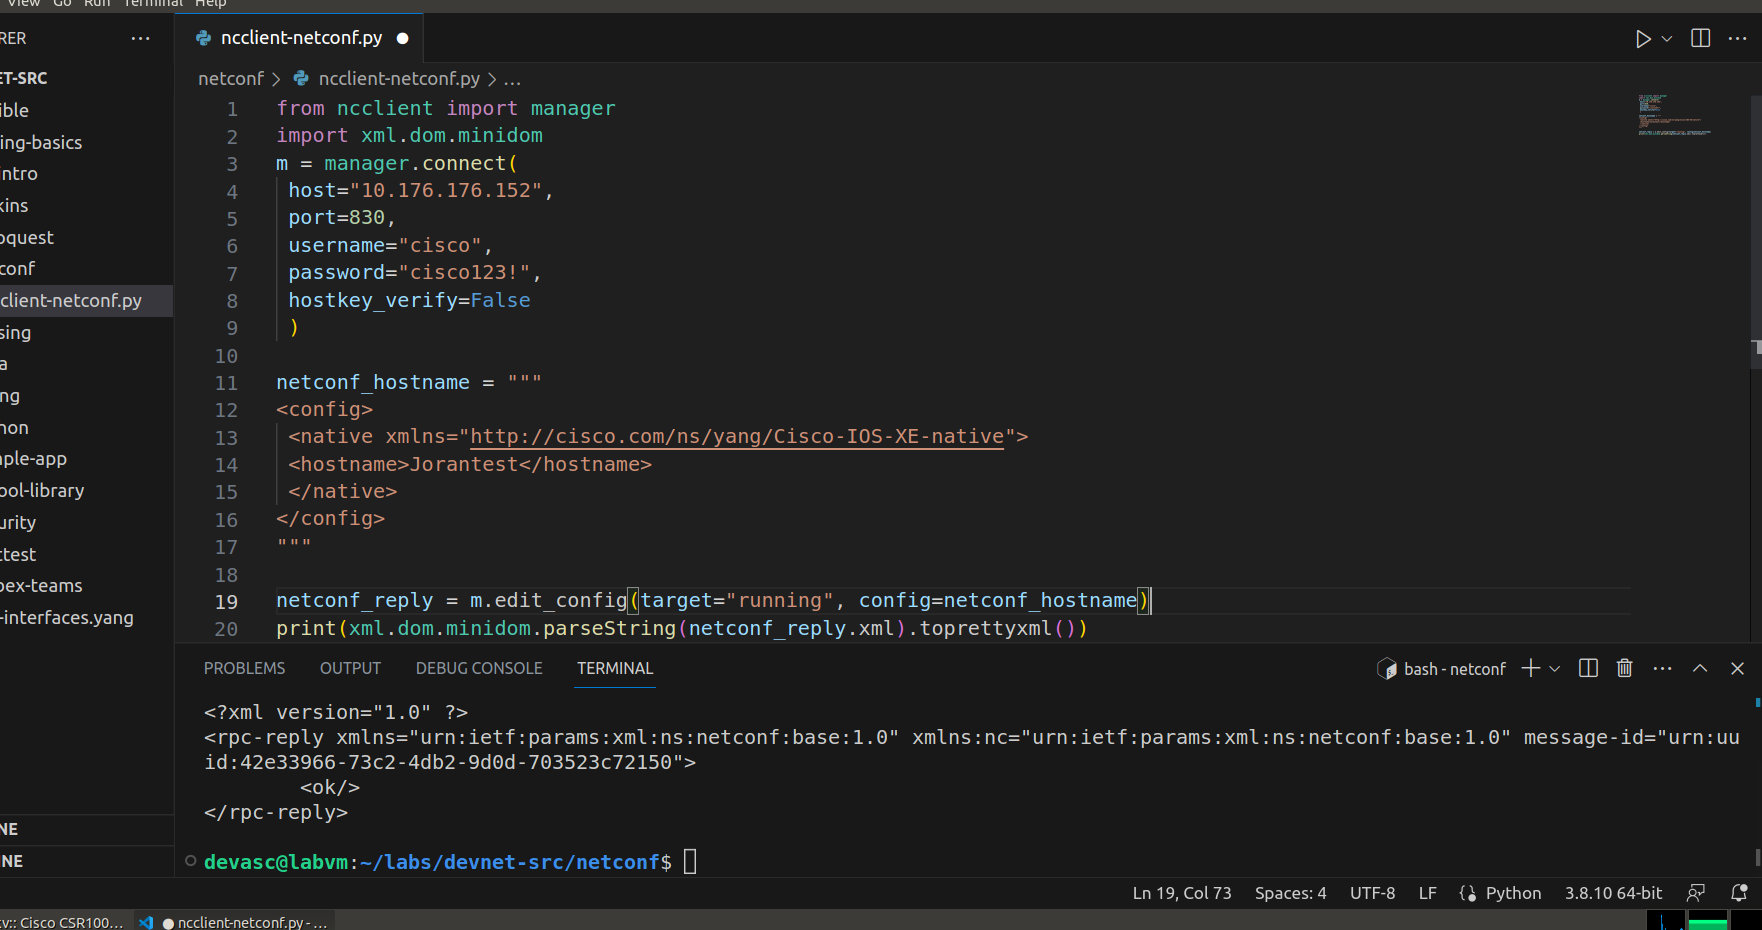 View Go Run Terminal Help
RER ...
ncclient-netconf.py
ET-SRC
ible
ing-basics
intro
kins
oquest
conf
client-netconf.py
sing
a
ng
hon
nple-app
ool-library
urity
ttest
bex-teams
-interfaces.yang
NE
NE
netconf > ncclient-netconf.py > ...
1 from ncclient import manager
2 import xml.dom.minidom
3 m = manager.connect(
4 host="10.176.176.152",
5 port=830,
6 username="cisco",
7 password="cisco123!",
8 hostkey_verify=False
9 )
10
11 netconf_hostname = """
12 <config>
13 <native xmlns="http://cisco.com/ns/yang/Cisco-IOS-XE-native">
14 <hostname>Jorantest</hostname>
15 </native>
16 </config>
17 """
18
19 netconf_reply = m.edit_config(target="running", config=netconf_hostname)
20 print(xml.dom.minidom.parseString(netconf_reply.xml).toprettyxml())
PROBLEMS OUTPUT DEBUG CONSOLE TERMINAL bash - netconf
<?xml version="1.0" ?>
<rpc-reply xmlns="urn:ietf:params:xml:ns:netconf:base:1.0" xmlns:nc="urn:ietf:params:xml:ns:netconf:base:1.0" message-id="urn:uu
id:42e33966-73c2-4db2-9d0d-703523c72150">
<ok/>
</rpc-reply>
devasc@labvm:~/labs/devnet-src/netconf$
Ln 19, Col 73 Spaces: 4 UTF-8 LF {} Python 3.8.10 64-bit
:v:: Cisco CSR100... ncclient-netconf.py - ...